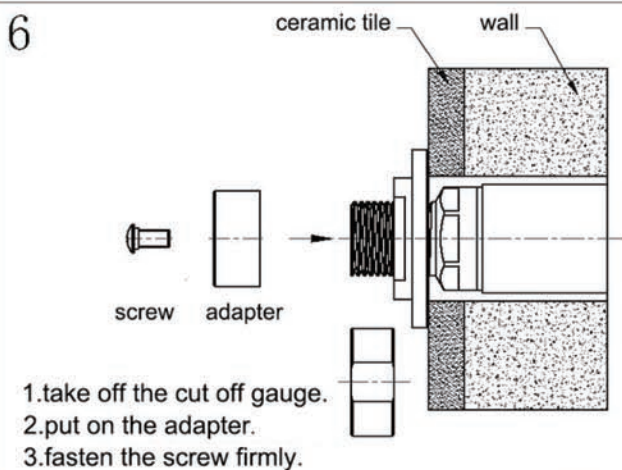 6
ceramic tile wall
screw adapter
1.take off the cut off gauge.
2.put on the adapter.
3.fasten the screw firmly.